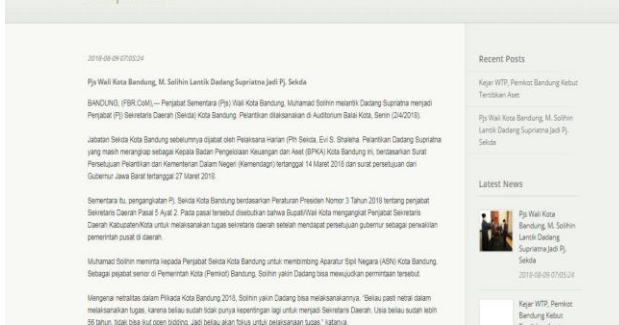 2018-08-09 07:05:24
Pjs Wali Kota Bandung, M. Solihin Lantik Dadang Supriatna Jadi Pj. Sekda
BANDUNG, (FBR.CoM),— Penjabat Sementara (Pjs) Wali Kota Bandung, Muhamad Solihin melantik Dadang Supriatna menjadi
Penjabat (Pj) Sekretaris Daerah (Sekda) Kota Bandung. Pelantikan dilaksanakan di Auditorium Balai Kota, Senin (2/4/2018).
Jabatan Sekda Kota Bandung sebelumnya dijabat oleh Pelaksana Harian (Plh Sekda, Evi S. Shaleha. Pelantikan Dadang Supriatna
yang masih merangkap sebagai Kepala Badan Pengelolaan Keuangan dan Aset (BPKA) Kota Bandung ini, berdasarkan Surat
Persetujuan Pelantikan dari Kementerian Dalam Negeri (Kemendagri) tertanggal 14 Maret 2018 dan surat persetujuan dari
Gubernur Jawa Barat tertanggal 27 Maret 2018.
Sementara itu, pengangkatan Pj. Sekda Kota Bandung berdasarkan Peraturan Presiden Nomor 3 Tahun 2018 tentang penjabat
Sekretaris Daerah Pasal 5 Ayat 2. Pada pasal tersebut disebutkan bahwa Bupati/Wali Kota mengangkat Penjabat Sekretaris
Daerah Kabupaten/Kota untuk melaksanakan tugas sekretaris daerah setelah mendapat persetujuan gubernur sebagai perwakilan
pemerintah pusat di daerah.
Muhamad Solihin meminta kepada Penjabat Sekda Kota Bandung untuk membimbing Aparatur Sipil Negara (ASN) Kota Bandung.
Sebagai pejabat senior di Pemerintah Kota (Pemkot) Bandung, Solihin yakin Dadang bisa mewujudkan permintaan tersebut.
Mengenai netralitas dalam Pilkada Kota Bandung 2018, Solihin yakin Dadang bisa melaksanakannya. "Beliau pasti netral dalam
melaksanakan tugas, karena beliau sudah tidak punya kepentingan lagi untuk menjadi Sekretaris Daerah. Usia beliau sudah lebih
56 tahun, tidak bisa ikut open bidding. Jadi beliau akan fokus untuk pelaksanaan tugas," katanya.
Recent Posts
Kejar WTP, Pemkot Bandung Kebut
Tertibkan Aset
Pjs Wali Kota Bandung, M. Solihin
Lantik Dadang Supriatna Jadi Pj.
Sekda
Latest News
Pjs Wali Kota
Bandung, M. Solihin
Lantik Dadang
Supriatna Jadi Pj.
Sekda
2018-08-09 07:05:24
Kejar WTP, Pemkot
Bandung Kebut